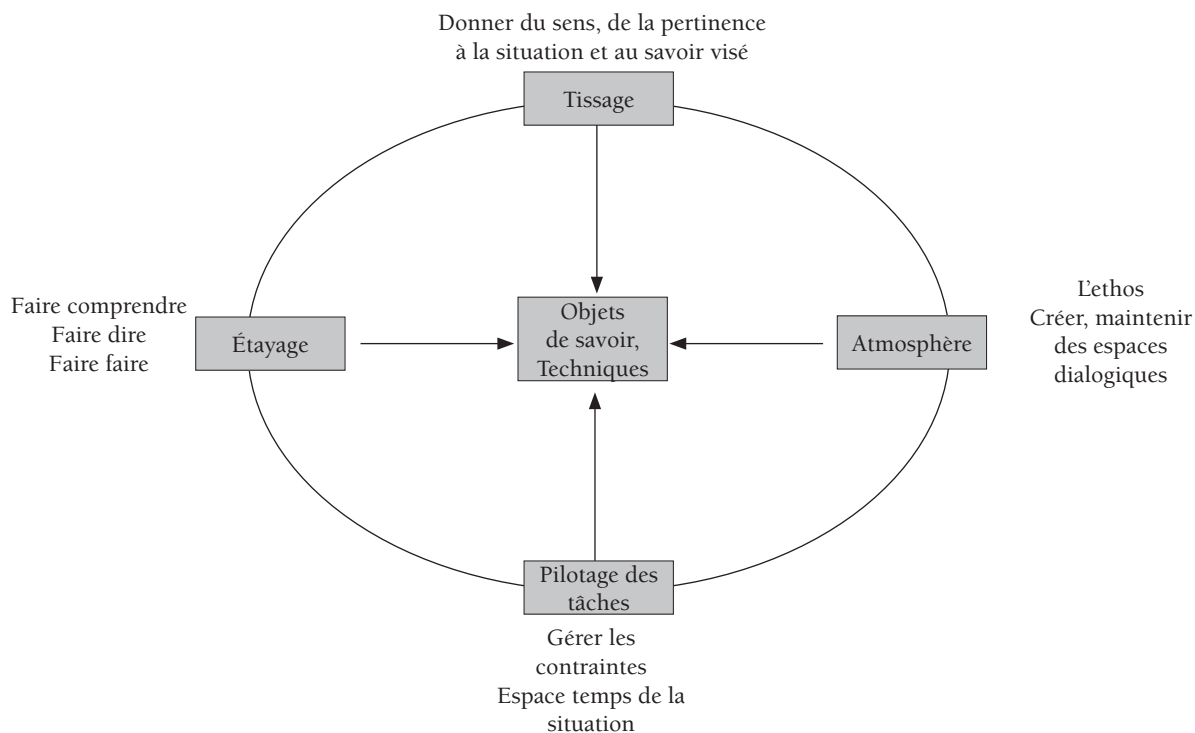 Donner du sens, de la pertinence
à la situation et au savoir visé
Tissage
Faire comprendre
Faire dire
Faire faire
Étayage
Objets
de savoir,
Techniques
Atmosphère
L'ethos
Créer, maintenir
des espaces
dialogiques
Pilotage des
tâches
Gérer les
contraintes
Espace temps de la
situation